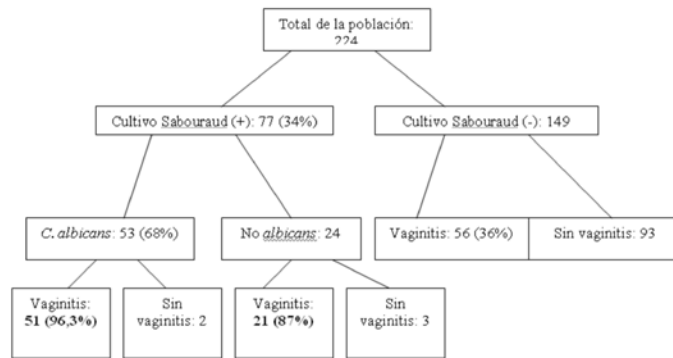 Total de la población:
224
Cultivo Sabouraud (+): 77 (34%)
Cultivo Sabouraud (-): 149
C. albicans: 53 (68%)
No albicans: 24
Vaginitis: 56 (36%)
Sin vaginitis: 93
Vaginitis:
51 (96,3%)
Sin
vaginitis: 2
Vaginitis:
21 (87%)
Sin
vaginitis: 3